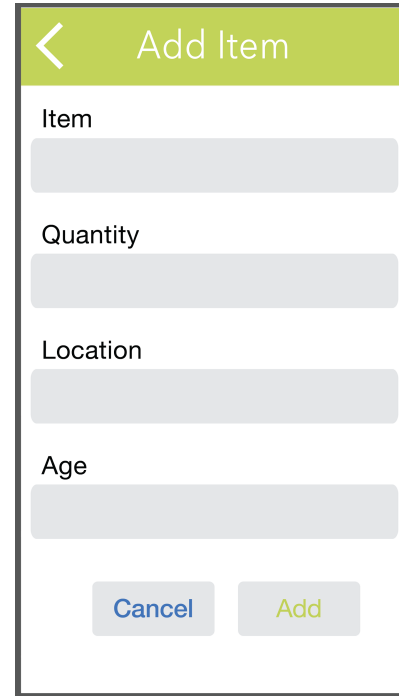 Add Item
Item
Quantity
Location
Age
Cancel Add